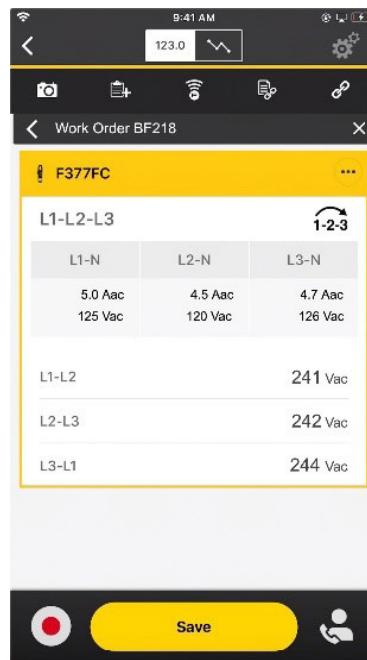 9:41 AM
123.0
Work Order BF218
F377FC
L1-L2-L3
1-2-3
L1-N L2-N L3-N
5.0 Aac 4.5 Aac 4.7 Aac
125 Vac 120 Vac 126 Vac
L1-L2 241 Vac
L2-L3 242 Vac
L3-L1 244 Vac
Save